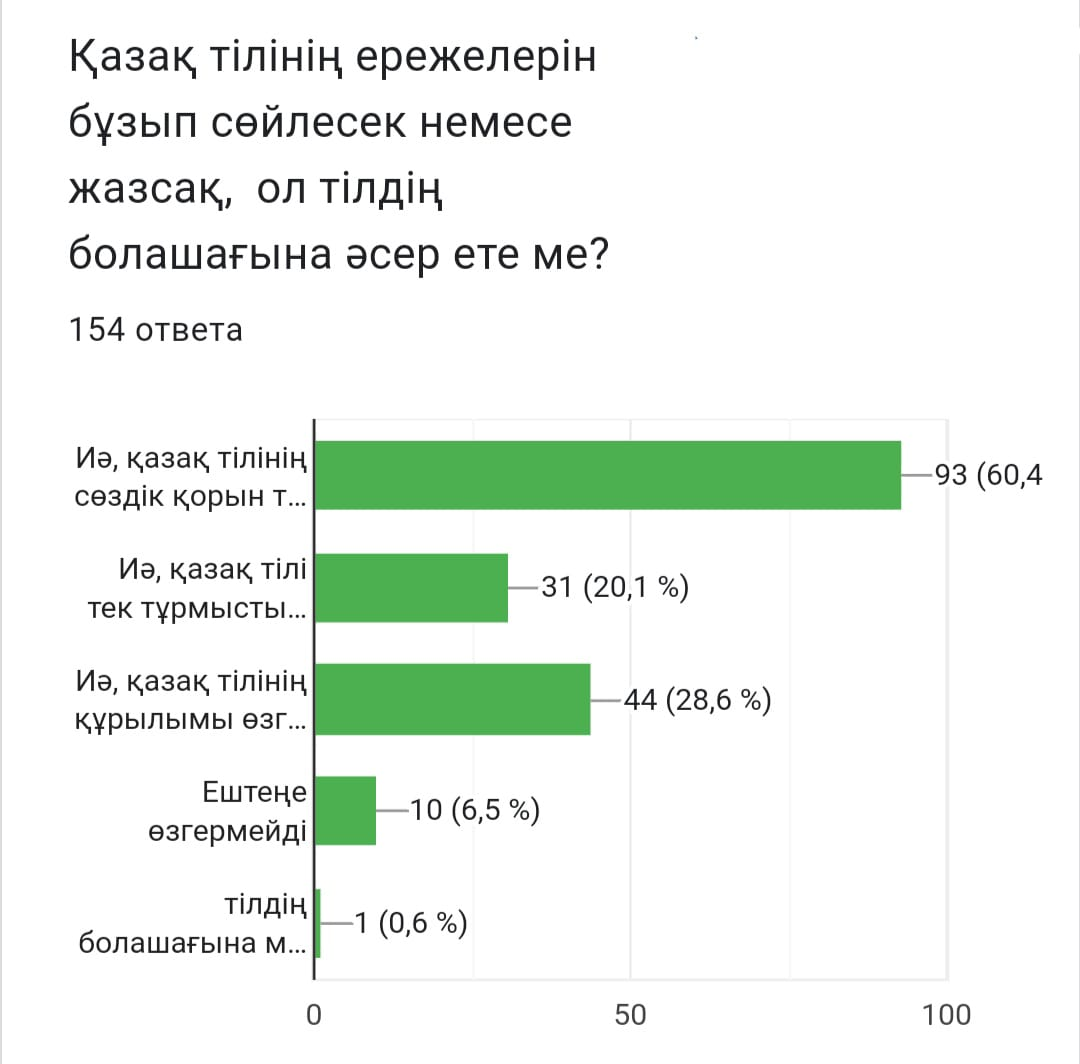 Қазақ тілінің ережелерін
бұзып сөйлесек немесе
жазсақ, ол тілдің
болашағына әсер ете ме?
154 ответа
Иә, қазақ тілінің
сөздік қорын т...
93 (60,4
Иә, қазақ тілі
тек тұрмысты...
31 (20,1 %)
Иә, қазақ тілінің
құрылымы өзг...
44 (28,6 %)
Ештеңе
өзгермейді
10 (6,5 %)
тілдің
болашағына м...
1 (0,6 %)
0 50 100